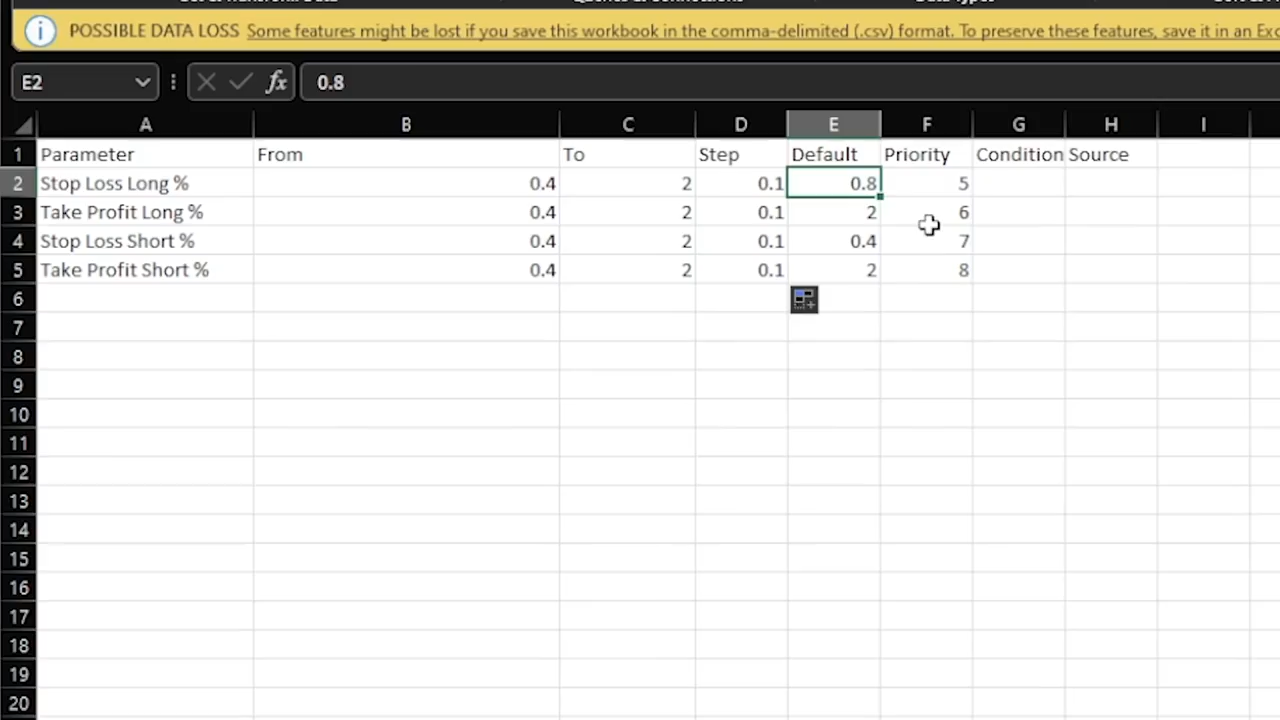 POSSIBLE DATA LOSS Some features might be lost if you save this workbook in the comma-delimited (.csv) format. To preserve these features, save it in an
E2 fx 0.8
A B C D E F G H I
1 Parameter From To Step Default Priority Condition Source
2 Stop Loss Long % 0.4 2 0.1 0.8 5
3 Take Profit Long % 0.4 2 0.1 2 6
4 Stop Loss Short % 0.4 2 0.1 0.4 7
5 Take Profit Short % 0.4 2 0.1 2 8
6
7
8
9
10
11
12
13
14
15
16
17
18
19
20